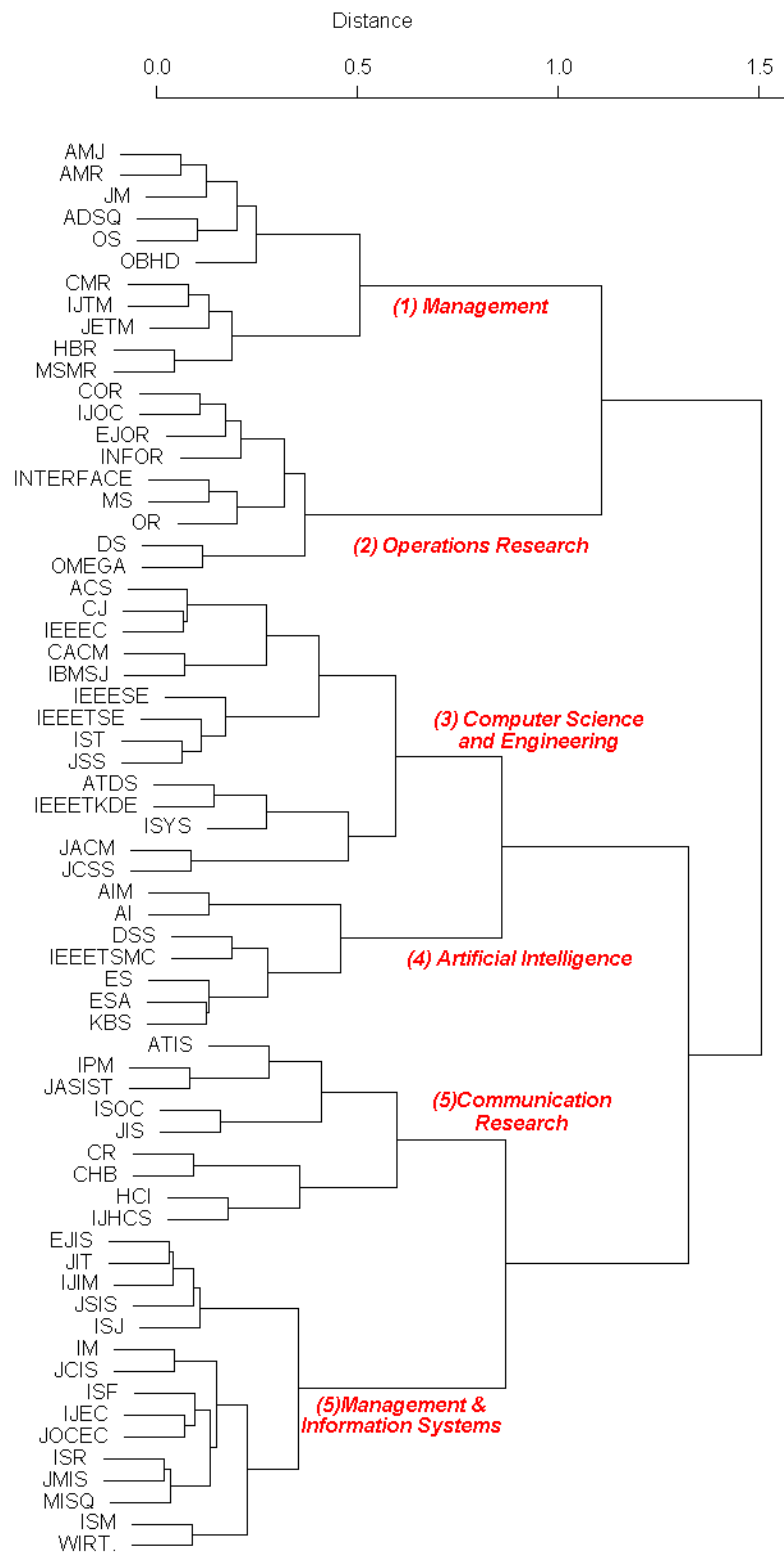 Distance
0.0 0.5 1.0 1.5
AMJ
AMR
JM
ADSQ
OS
OBHD
CMR
IJTM
(1) Management
JETM
HBR
MSMR
COR
IJOC
EJOR
INFOR
INTERFACE
MS
OR
DS
(2) Operations Research
OMEGA
ACS
CJ
IEEEC
CACM
IBMSJ
IEEESE
IEEETSE
(3) Computer Science
IST
and Engineering
JSS
ATDS
IEEETKDE
ISYS
JACM
JCSS
AIM
AI
DSS
IEEETSMC
(4) Artificial Intelligence
ES
ESA
KBS
ATIS
IPM
JASIST
(5)Communication
ISOC
Research
JIS
CR
CHB
HCI
IJHCS
EJIS
JIT
IJIM
JSIS
ISJ
IM
JCIS
ISF
(5)Management &
IJEC
Information Systems
JOCEC
ISR
JMIS
MISQ
ISM
WIRT.